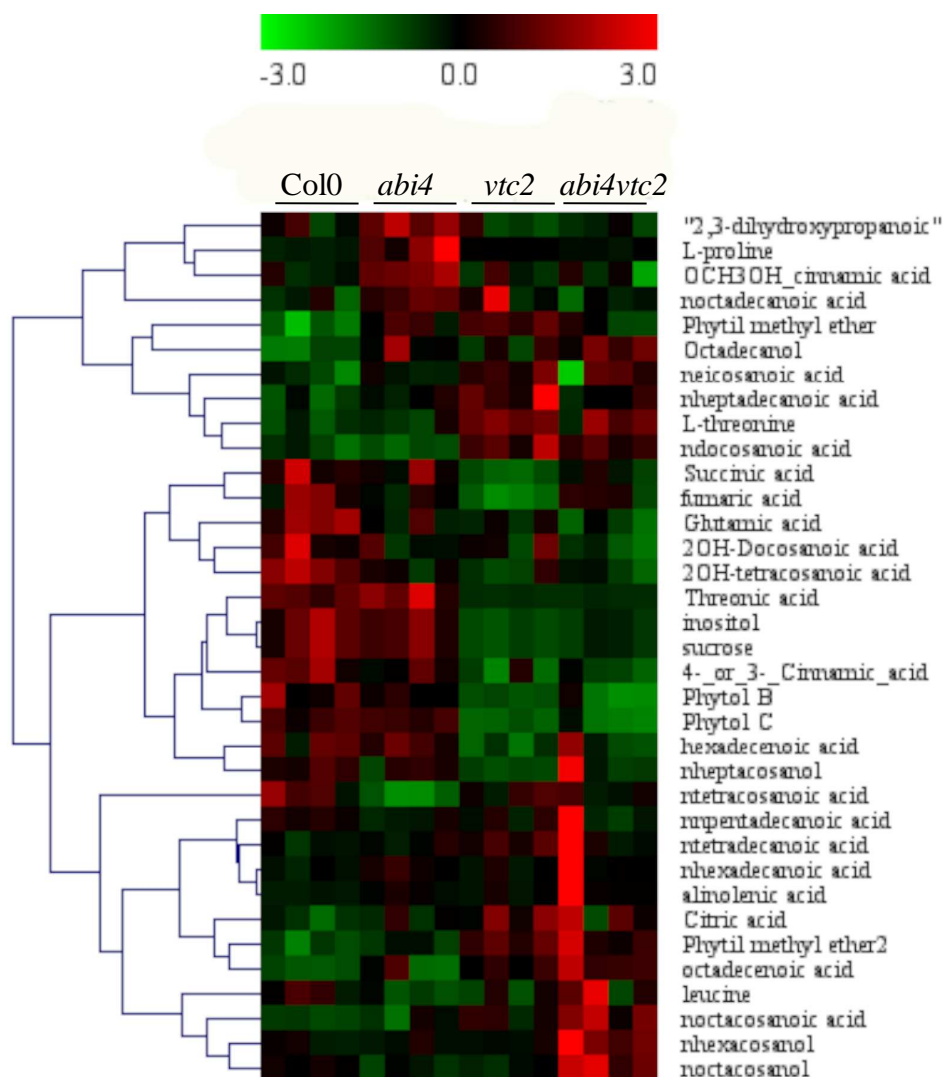 -3.0 0.0 3.0
Col0 abi4 vtc2 abi4vtc2
"2,3-dihydroxypropanoic"
L-proline
OCH3OH_cinnamic acid
noctadecanoic acid
Phytil methyl ether
Octadecanol
neicosanoic acid
nheptadecanoic acid
L-threonine
ndocosanoic acid
Succinic acid
fumaric acid
Glutamic acid
2OH-Docosanoic acid
2OH-tetracosanoic acid
Threonic acid
inositol
sucrose
4-_or_3-_Cinnamic_acid
Phytol B
Phytol C
hexadecenoic acid
nheptacosanol
ntetracosanoic acid
nnpentadecanoic acid
ntetradecanoic acid
nhexadecanoic acid
alinolenic acid
Citric acid
Phytil methyl ether2
octadecenoic acid
leucine
noctacosanoic acid
nhexacosanol
noctacosanol